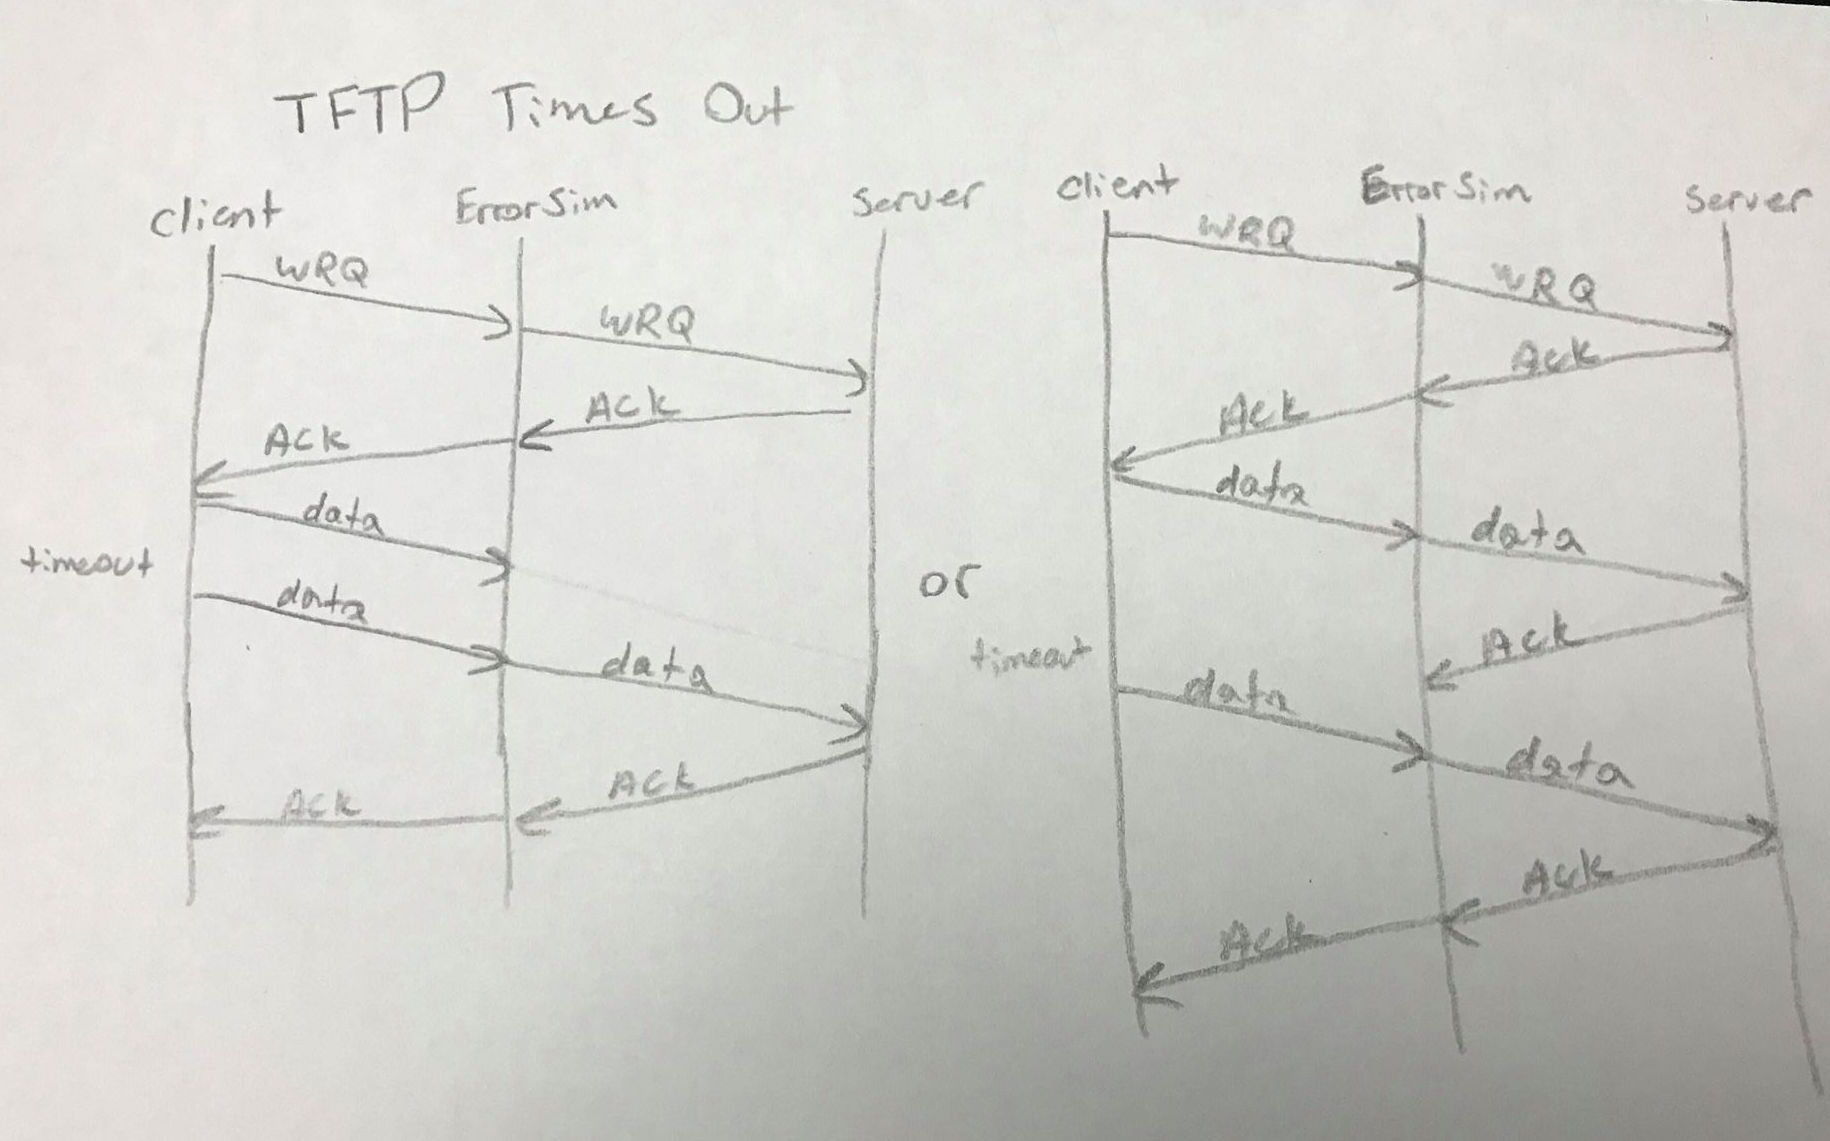 TFTP Times Out
Client ErrorSim Server
WRQ
WRQ
ACK
ACK
data
timeout
data
data
ACK
ACK
or
client ErrorSim Server
WRQ
WRQ
Ack
Ack
data
data
Ack
timeout
data
data
Ack
Ack